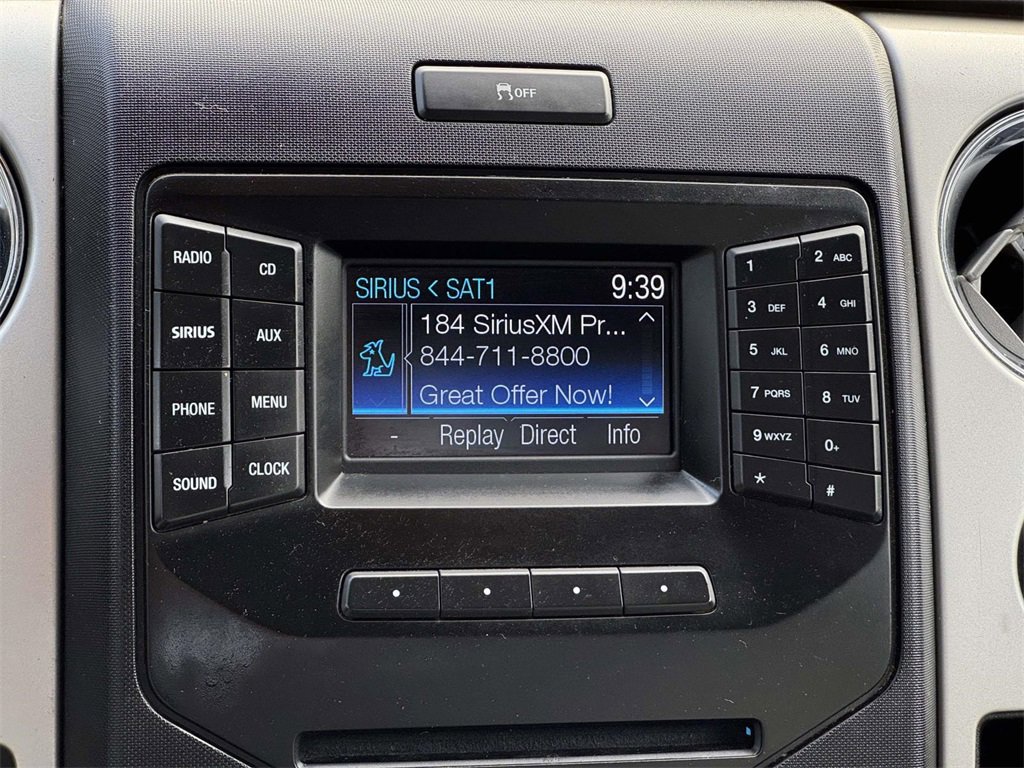 OFF
RADIO
CD
SIRIUS
AUX
PHONE
MENU
SOUND
CLOCK
SIRIUS < SAT1 9:39
184 SiriusXM Pr...
844-711-8800
Great Offer Now!
- Replay Direct Info
1
2 ABC
3 DEF
4 GHI
5 JKL
6 MNO
7 PQRS
8 TUV
9 WXYZ
0+
*
#